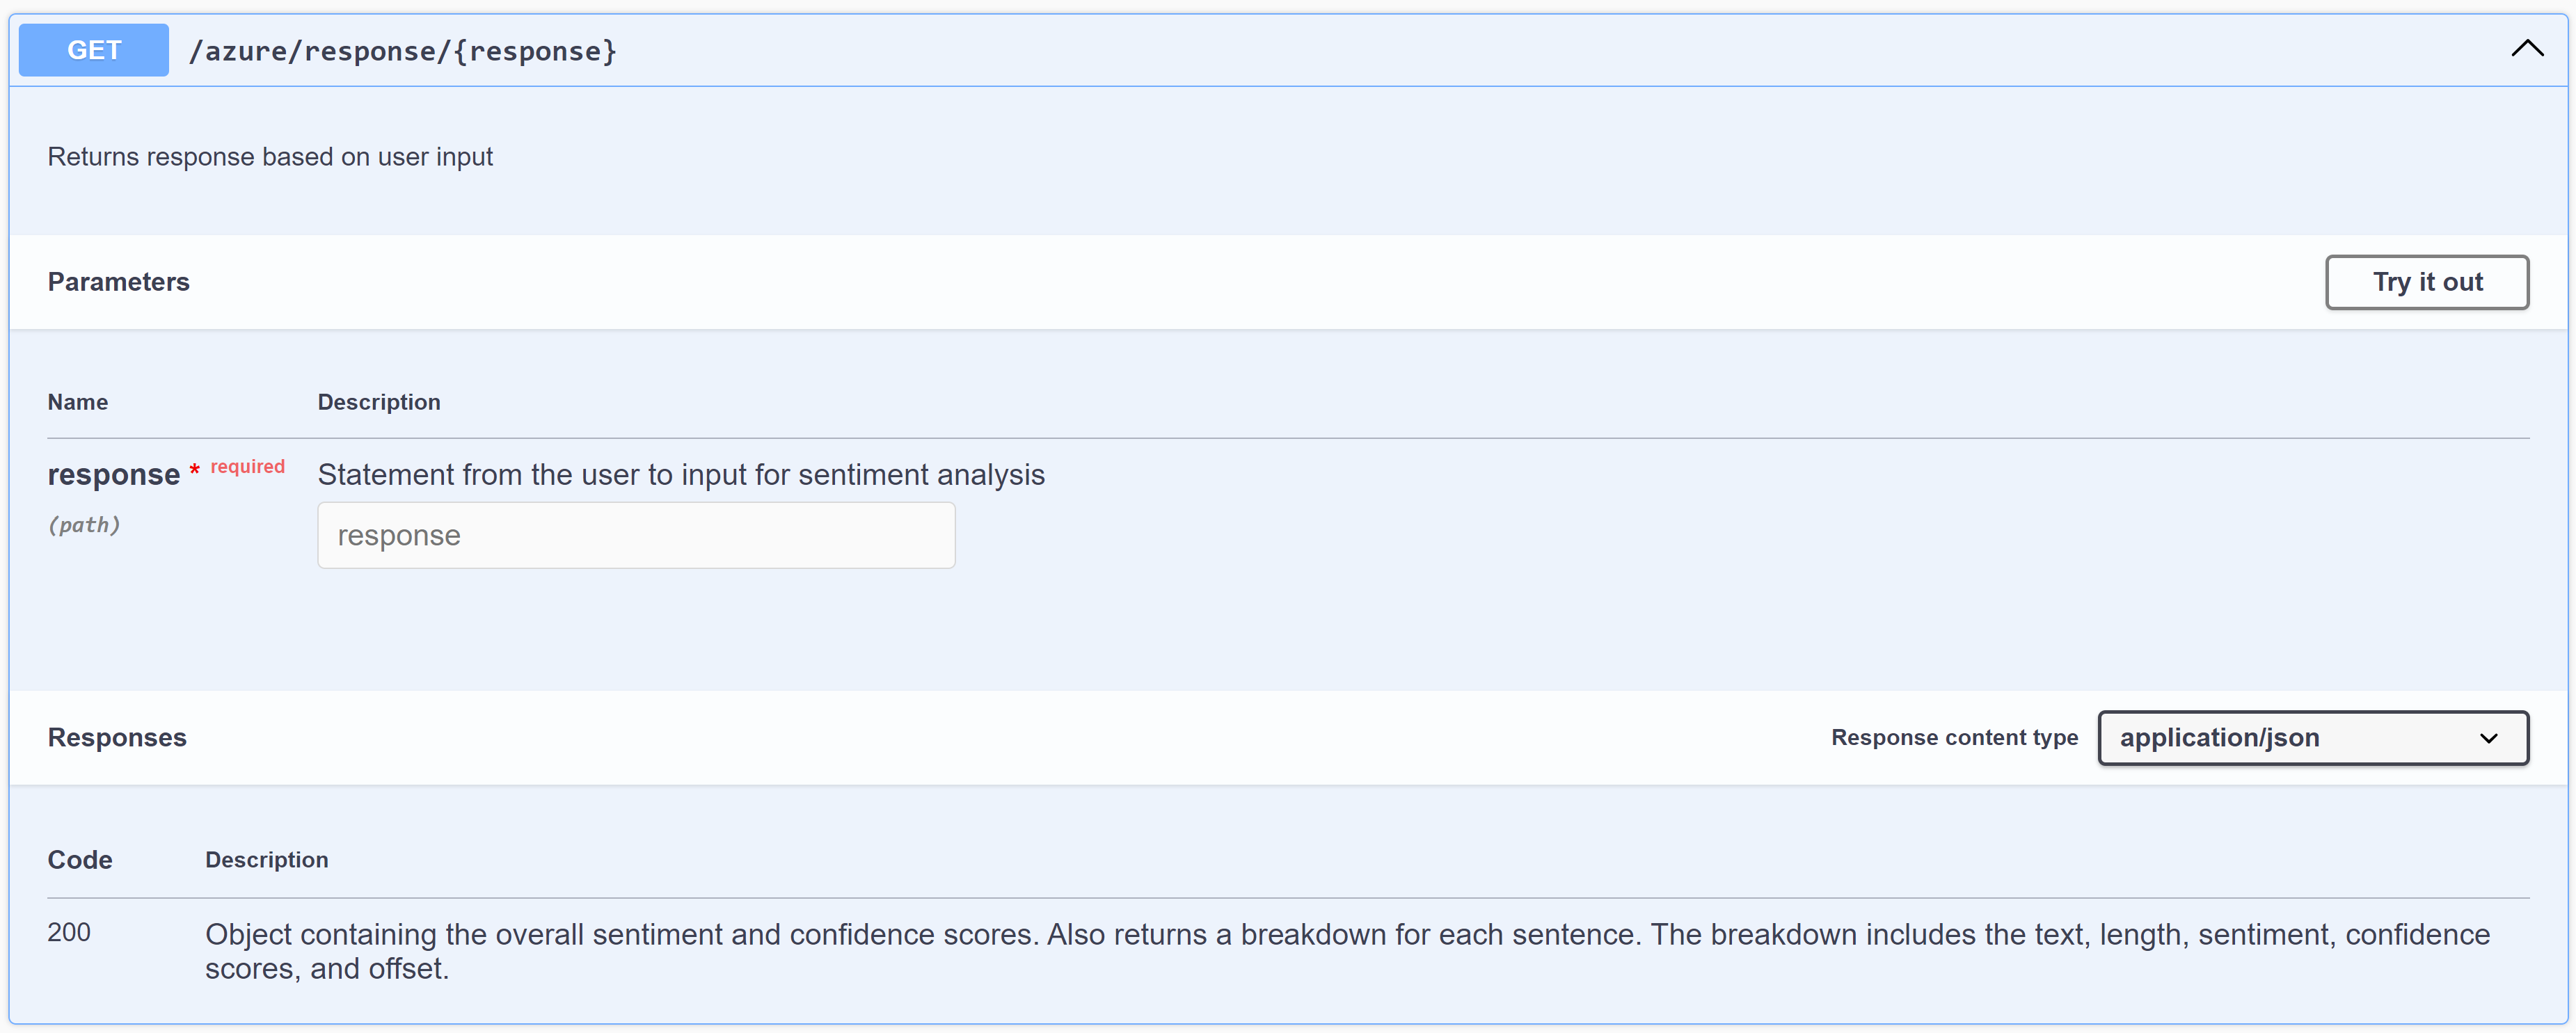 GET /azure/response/{response}
Returns response based on user input
Parameters
Try it out
Name Description
response * required
Statement from the user to input for sentiment analysis
(path)
response
Responses
Response content type
application/json
Code Description
200
Object containing the overall sentiment and confidence scores. Also returns a breakdown for each sentence. The breakdown includes the text, length, sentiment, confidence
scores, and offset.